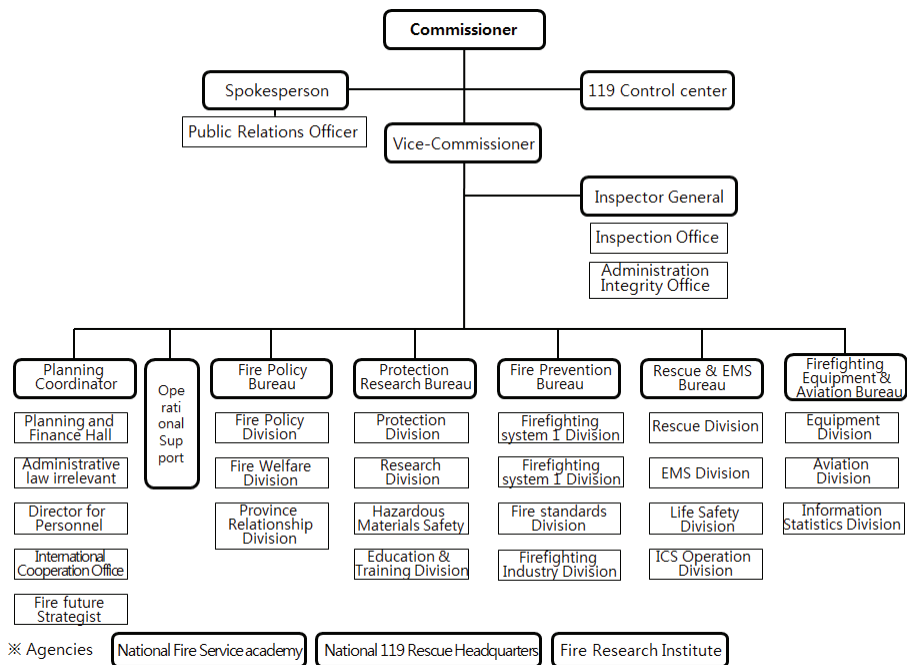 Commissioner
Spokesperson
119 Control center
Public Relations Officer
Vice-Commissioner
Inspector General
Inspection Office
Administration
Integrity Office
Planning
Coordinator
Planning and
Finance Hall
Administrative
law irrelevant
Director for
Personnel
International
Cooperation Office
Fire future
Strategist
Ope
rati
onal
Sup
port
Fire Policy
Bureau
Fire Policy
Division
Fire Welfare
Division
Province
Relationship
Division
Protection
Research Bureau
Protection
Division
Research
Division
Hazardous
Materials Safety
Education &
Training Division
Fire Prevention
Bureau
Firefighting
system 1 Division
Firefighting
system 1 Division
Fire standards
Division
Firefighting
Industry Division
Rescue & EMS
Bureau
Rescue Division
EMS Division
Life Safety
Division
ICS Operation
Division
Firefighting
Equipment &
Aviation Bureau
Equipment
Division
Aviation
Division
Information
Statistics Division
※ Agencies
National Fire Service academy
National 119 Rescue Headquarters
Fire Research Institute